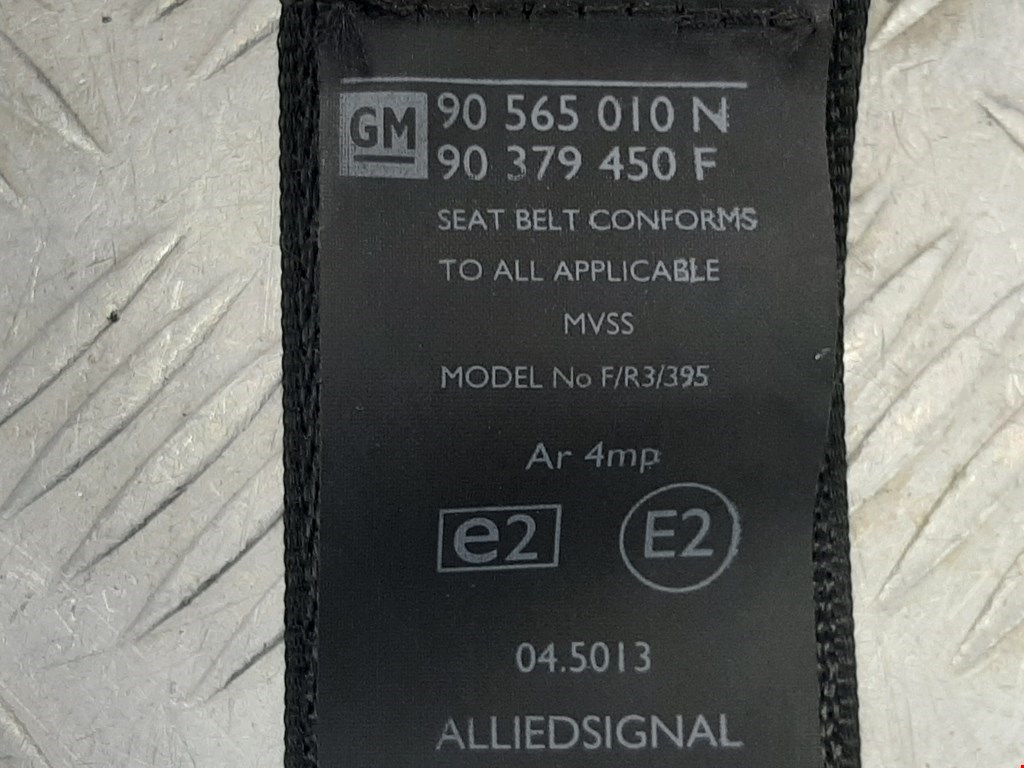 GM 90 565 010 N
90 379 450 F
SEAT BELT CONFORMS
TO ALL APPLICABLE
MVSS
MODEL No F/R3/395
Ar 4mp
e2 E2
04.5013
ALLIEDSIGNAL